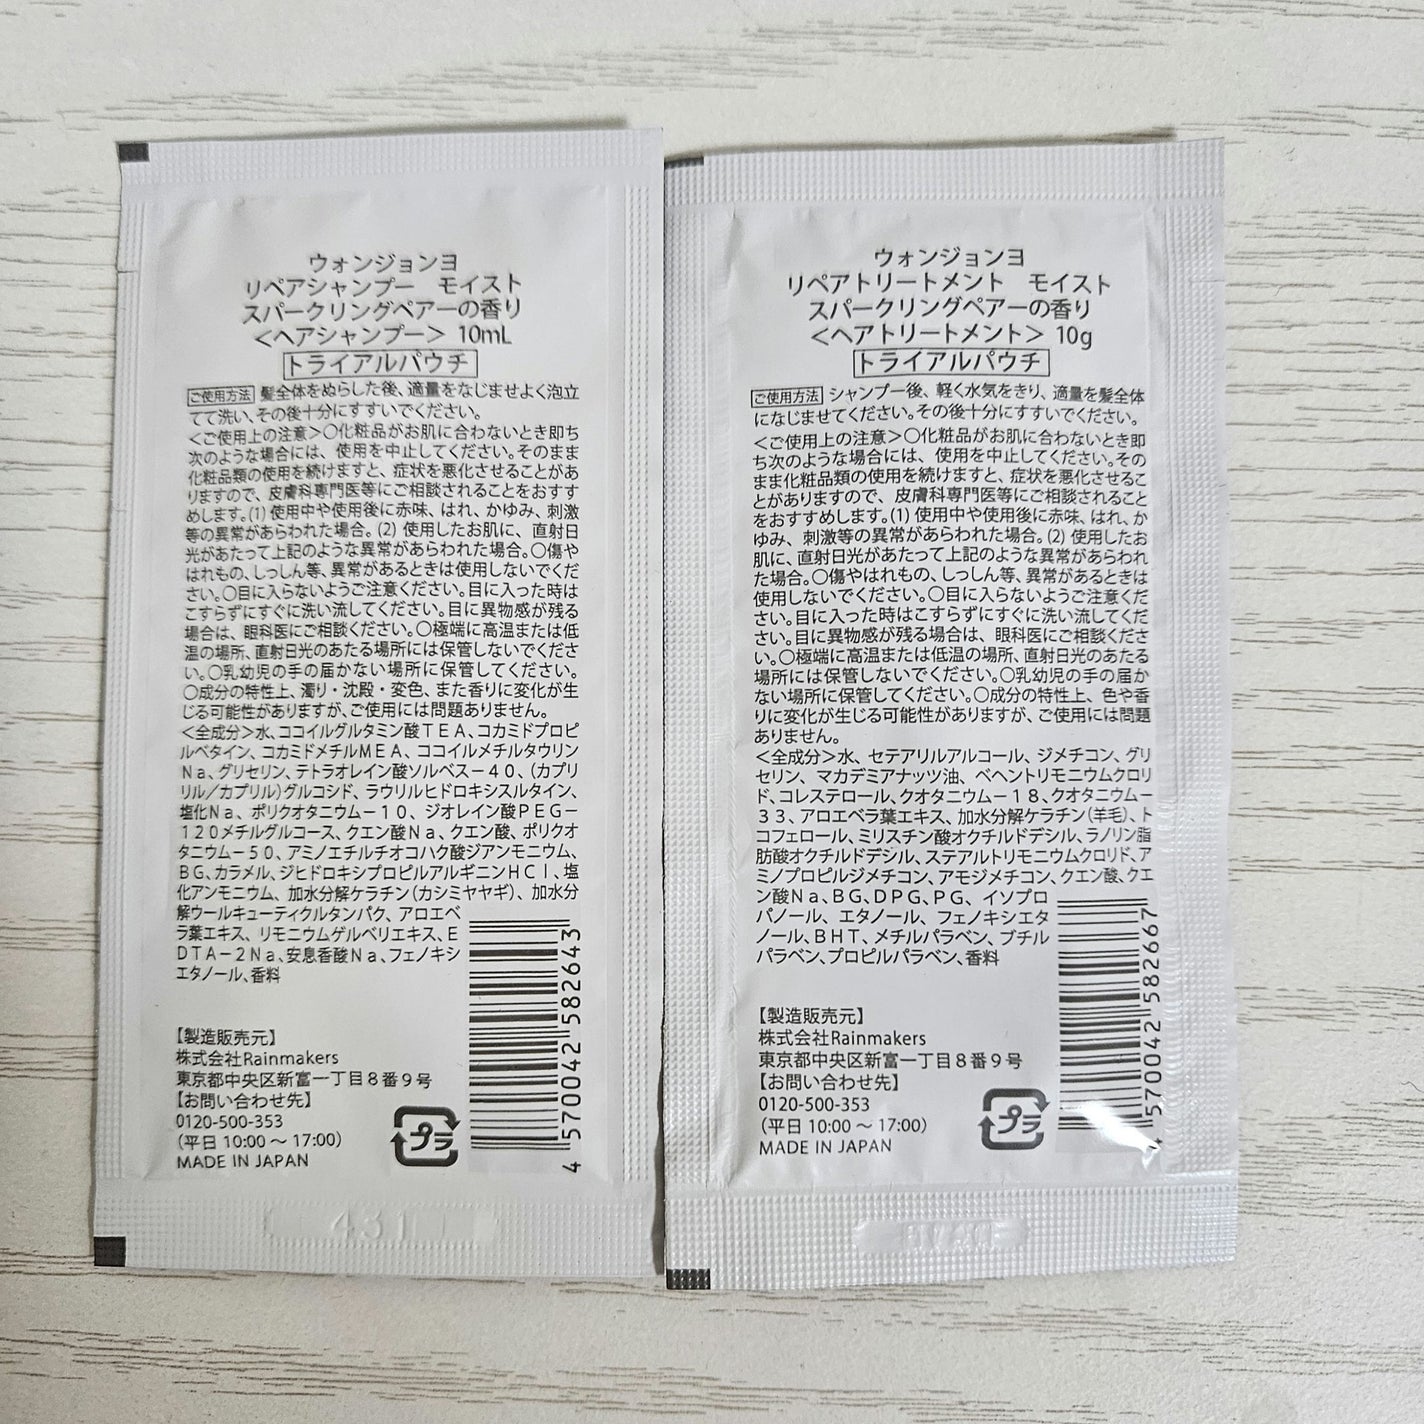 ウォンジョンヨ
リペアシャンプー モイスト
スパークリングペアーの香り
＜ヘアシャンプー＞ 10mL
トライアルパウチ
ご使用方法 髪全体をぬらした後、適量をなじませよく泡立
てて洗い、その後十分にすすいでください。
＜ご使用上の注意＞○化粧品がお肌に合わないとき即ち
次のような場合には、使用を中止してください。そのまま
化粧品類の使用を続けますと、症状を悪化させることがあ
りますので、皮膚科専門医等にご相談されることをおすす
めします。(1) 使用中や使用後に赤味、はれ、かゆみ、刺激
等の異常があらわれた場合。(2) 使用したお肌に、直射日
光があたって上記のような異常があらわれた場合。○傷や
はれもの、しっしん等、異常があるときは使用しないでくだ
さい。○目に入らないようご注意ください。目に入った時は
こすらずにすぐに洗い流してください。目に異物感が残る
場合は、眼科医にご相談ください。○極端に高温または低
温の場所、直射日光のあたる場所には保管しないでくださ
い。○乳幼児の手の届かない場所に保管してください。
○成分の特性上、濁り・沈殿・変色、また香りに変化が生
じる可能性がありますが、ご使用には問題ありません。
＜全成分＞水、ココイルグルタミン酸ＴＥＡ、コカミドプロピ
ルベタイン、コカミドメチルＭＥＡ、ココイルメチルタウリン
Ｎａ、グリセリン、テトラオレイン酸ソルベス－４０、（カプリ
リル／カプリル）グルコシド、ラウリルヒドロキシスルタイン、
塩化Ｎａ、ポリクオタニウム－１０、ジオレイン酸ＰＥＧ－
１２０メチルグルコース、クエン酸Ｎａ、クエン酸、ポリクオ
タニウム－５０、アミノエチルチオコハク酸ジアンモニウム、
ＢＧ、カラメル、ジヒドロキシプロピルアルギニンＨＣｌ、塩
化アンモニウム、加水分解ケラチン（カシミヤヤギ）、加水分
解ウールキューティクルタンパク、アロエベ
ラ葉エキス、リモニウムゲルベリエキス、Ｅ
ＤＴＡ－２Ｎａ、安息香酸Ｎａ、フェノキシ
エタノール、香料
【製造販売元】
株式会社Rainmakers
東京都中央区新富一丁目８番９号
【お問い合わせ先】
0120-500-353
（平日 10:00 ～ 17:00）
MADE IN JAPAN
プラ
4 570042 582643
431
ウォンジョンヨ
リペアトリートメント モイスト
スパークリングペアーの香り
＜ヘアトリートメント＞ 10g
トライアルパウチ
ご使用方法 シャンプー後、軽く水気をきり、適量を髪全体
になじませてください。その後十分にすすいでください。
＜ご使用上の注意＞○化粧品がお肌に合わないとき即
ち次のような場合には、使用を中止してください。その
まま化粧品類の使用を続けますと、症状を悪化させるこ
とがありますので、皮膚科専門医等にご相談されること
をおすすめします。(1) 使用中や使用後に赤味、はれ、か
ゆみ、刺激等の異常があらわれた場合。(2) 使用したお
肌に、直射日光があたって上記のような異常があらわれ
た場合。○傷やはれもの、しっしん等、異常があるときは
使用しないでください。○目に入らないようご注意くだ
さい。目に入った時はこすらずにすぐに洗い流してくだ
さい。目に異物感が残る場合は、眼科医にご相談くださ
い。○極端に高温または低温の場所、直射日光のあたる
場所には保管しないでください。○乳幼児の手の届か
ない場所に保管してください。○成分の特性上、色や香
りに変化が生じる可能性がありますが、ご使用には問題
ありません。
＜全成分＞水、セテアリルアルコール、ジメチコン、グリ
セリン、マカデミアナッツ油、ベヘントリモニウムクロリ
ド、コレステロール、クオタニウム－１８、クオタニウム－
３３、アロエベラ葉エキス、加水分解ケラチン（羊毛）、ト
コフェロール、ミリスチン酸オクチルドデシル、ラノリン脂
肪酸オクチルドデシル、ステアルトリモニウムクロリド、ア
ミノプロピルジメチコン、アモジメチコン、クエン酸、クエ
ン酸Ｎａ、ＢＧ、ＤＰＧ、ＰＧ、イソプロ
パノール、エタノール、フェノキシエタ
ノール、ＢＨＴ、メチルパラベン、ブチル
パラベン、プロピルパラベン、香料
【製造販売元】
株式会社Rainmakers
東京都中央区新富一丁目８番９号
【お問い合わせ先】
0120-500-353
（平日 10:00 ～ 17:00）
MADE IN JAPAN
プラ
4 570042 582667